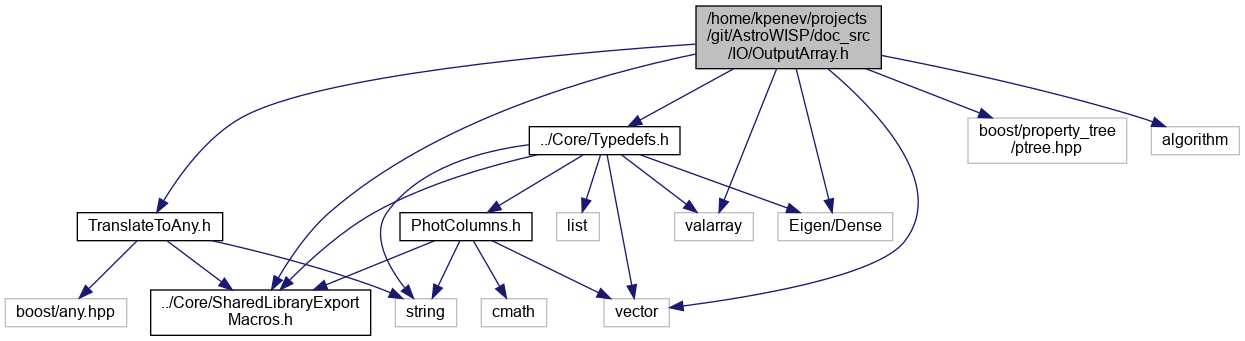 /home/kpenev/projects
/git/AstroWISP/doc_src
/IO/OutputArray.h
../Core/Typedefs.h
boost/property_tree
/ptree.hpp
algorithm
TranslateToAny.h
PhotColumns.h
list
valarray
Eigen/Dense
boost/any.hpp
../Core/SharedLibraryExport
Macros.h
string
cmath
vector